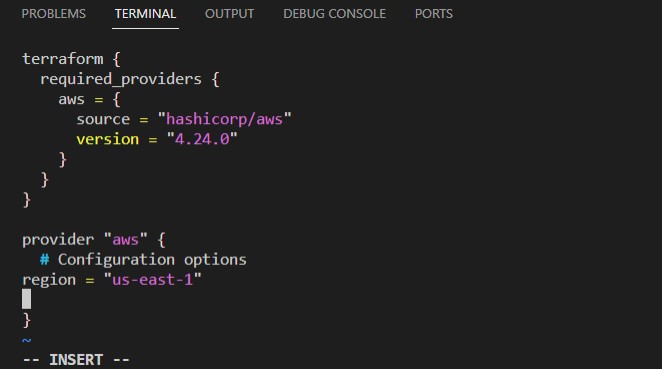 PROBLEMS TERMINAL OUTPUT DEBUG CONSOLE PORTS
terraform {
  required_providers {
    aws = {
      source = "hashicorp/aws"
      version = "4.24.0"
    }
  }
}
provider "aws" {
  # Configuration options
region = "us-east-1"
}
~
-- INSERT --